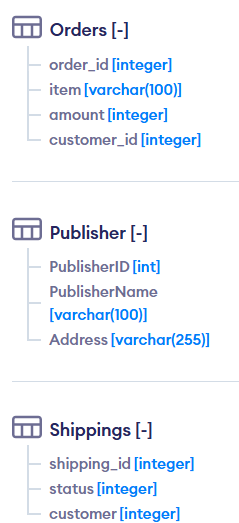 Orders [-]
order_id [integer]
item [varchar(100)]
amount [integer]
customer_id [integer]
Publisher [-]
PublisherID [int]
PublisherName
[varchar(100)]
Address [varchar(255)]
Shippings [-]
shipping_id [integer]
status [integer]
customer [integer]